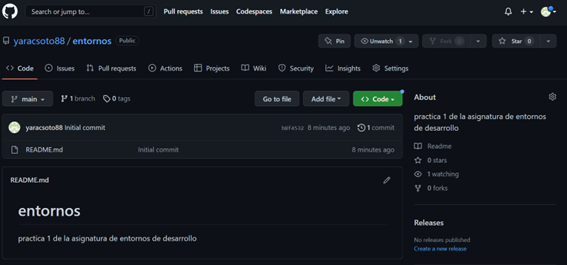 Search or jump to... /
Pull requests Issues Codespaces Marketplace Explore
yaracsoto88 / entornos Public
Pin Unwatch 1 Fork 0 Star 0
Code Issues Pull requests Actions Projects Wiki Security Insights Settings
main 1 branch 0 tags Go to file Add file Code
yaracsoto88 Initial commit 8 minutes ago 1 commit
README.md Initial commit 8 minutes ago
README.md
entornos
practica 1 de la asignatura de entornos de desarrollo
About
practica 1 de la asignatura de entornos
de desarrollo
Readme
0 stars
1 watching
0 forks
Releases
No releases published
Create a new release